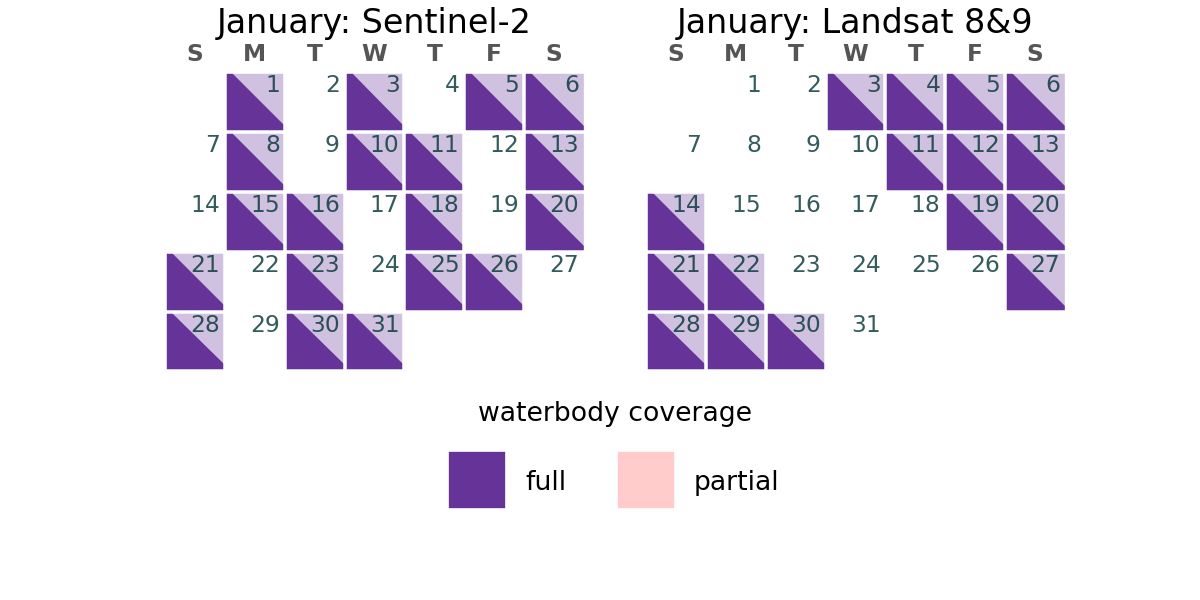 January: Sentinel-2
S M T W T F S
1 2 3 4 5 6
7 8 9 10 11 12 13
14 15 16 17 18 19 20
21 22 23 24 25 26 27
28 29 30 31
January: Landsat 8&9
S M T W T F S
1 2 3 4 5 6
7 8 9 10 11 12 13
14 15 16 17 18 19 20
21 22 23 24 25 26 27
28 29 30 31
waterbody coverage
full partial